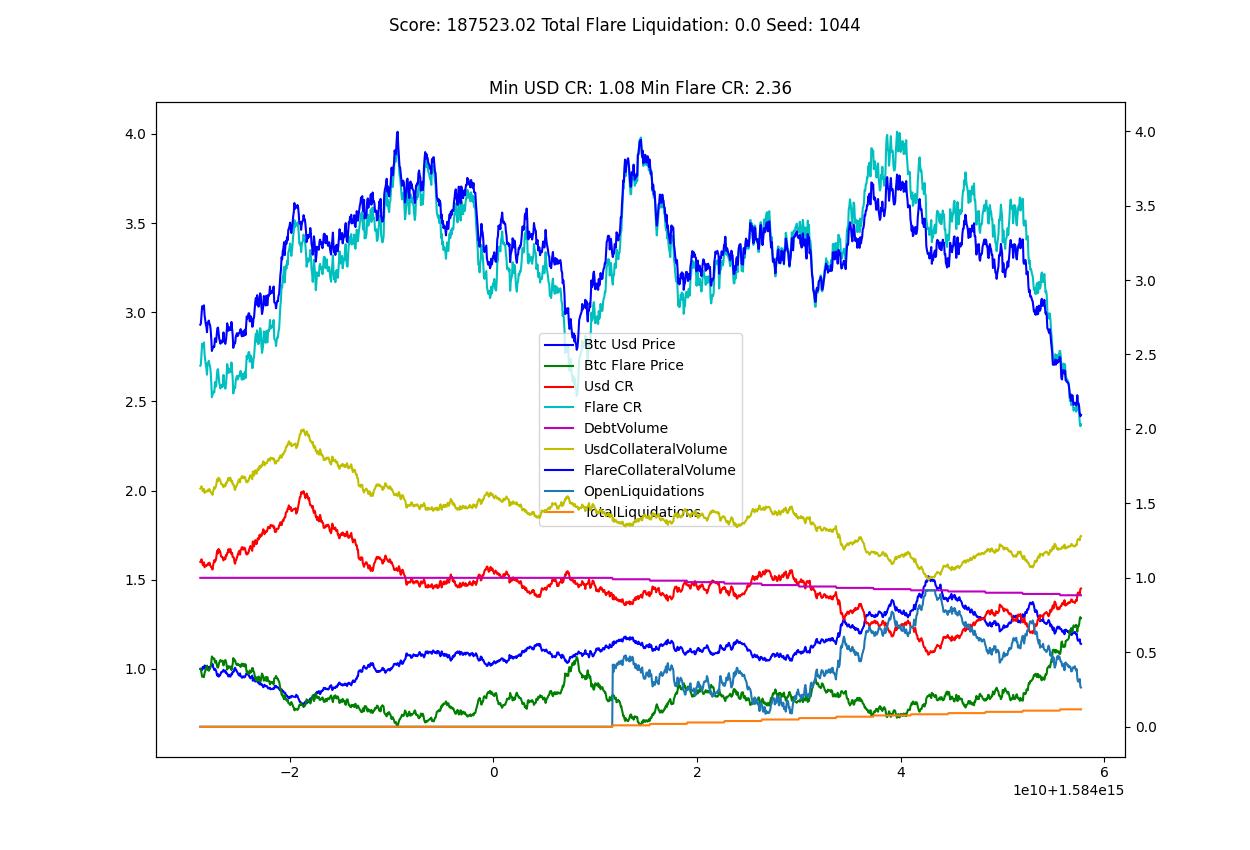 Score: 187523.02 Total Flare Liquidation: 0.0 Seed: 1044
Min USD CR: 1.08 Min Flare CR: 2.36
4.0
3.5
3.0
2.5
2.0
1.5
1.0
4.0
3.5
3.0
2.5
2.0
1.5
1.0
0.5
0.0
Btc Usd Price
Btc Flare Price
Usd CR
Flare CR
DebtVolume
UsdCollateralVolume
FlareCollateralVolume
OpenLiquidations
TotalLiquidations
−2
0
2
4
6
1e10+1.584e15